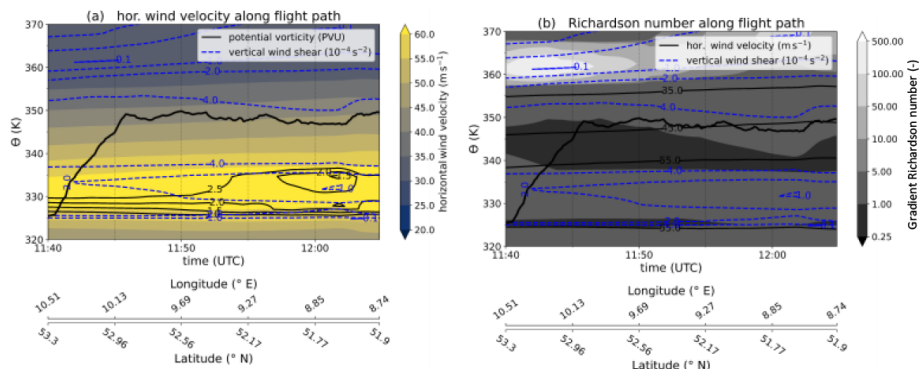 (a) hor. wind velocity along flight path
potential vorticity (PVU)
vertical wind shear (10⁻⁴ s⁻²)
Θ (K)
370
360
350
340
330
320
0.1
2.0
4.0
4.0
2.0
2.5
2.0
1.0
1.5
2.0
0.1
11:40
11:50
12:00
time (UTC)
60.0
55.0
50.0
45.0
40.0
35.0
30.0
25.0
20.0
horizontal wind velocity (m s⁻¹)
Longitude (° E)
10.51 10.13 9.69 9.27 8.85 8.74
53.3 52.96 52.56 52.17 51.77 51.9
Latitude (° N)
(b) Richardson number along flight path
hor. wind velocity (m s⁻¹)
vertical wind shear (10⁻⁴ s⁻²)
Θ (K)
370
360
350
340
330
320
0.1
2.0
35.0
4.0
45.0
55.0
4.0
2.0
1.0
2.0
55.0
11:40
11:50
12:00
time (UTC)
500.00
100.00
50.00
10.00
5.00
1.00
0.25
Gradient Richardson number (-)
Longitude (° E)
10.51 10.13 9.69 9.27 8.85 8.74
53.3 52.96 52.56 52.17 51.77 51.9
Latitude (° N)